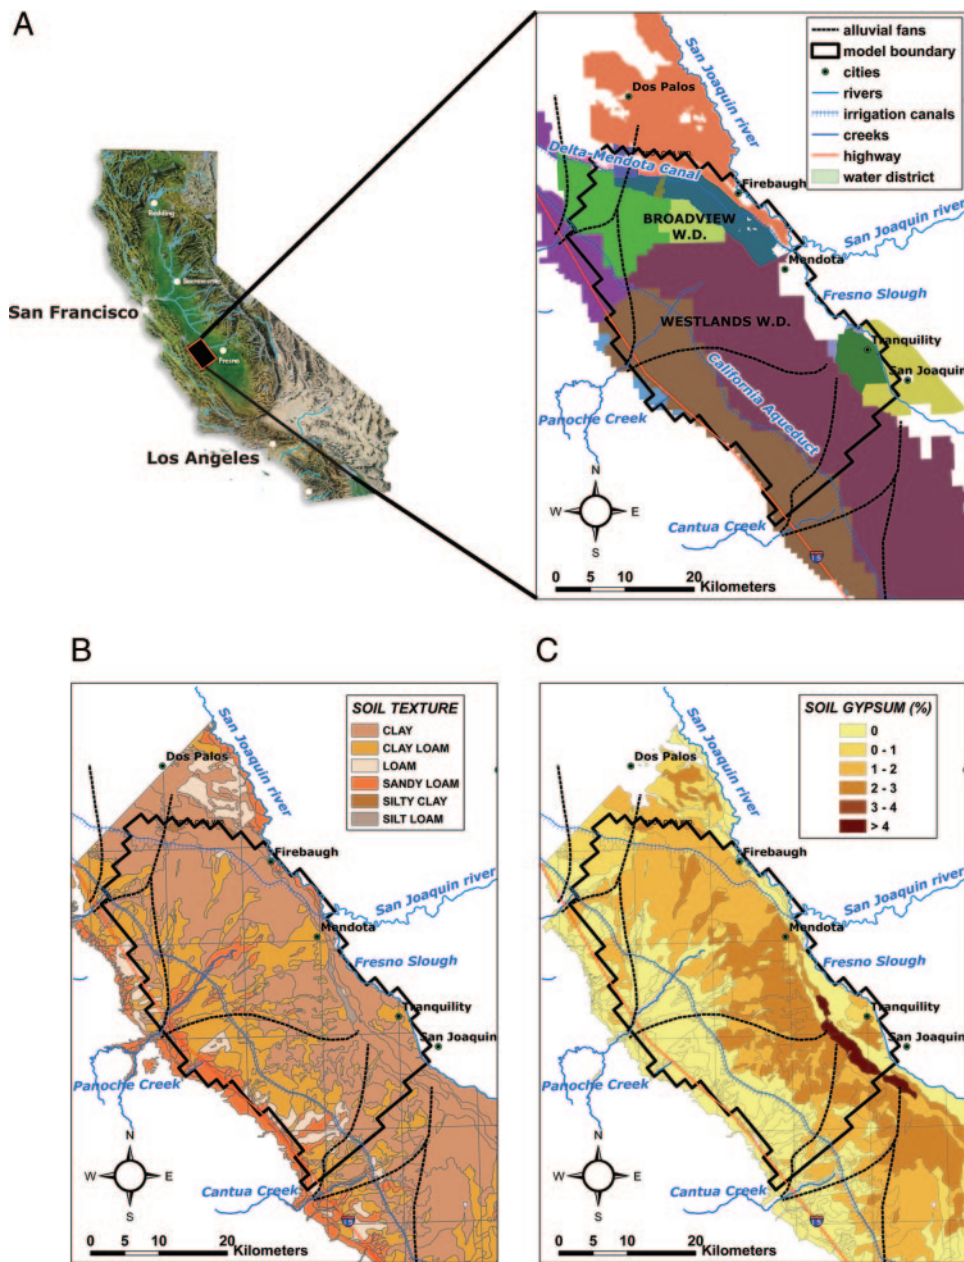 A
Redding
Sacramento
San Francisco
Fresno
Los Angeles
alluvial fans
model boundary
cities
rivers
irrigation canals
creeks
highway
water district
San Joaquin river
Dos Palos
Delta-Mendota Canal
Firebaugh
BROADVIEW
W.D.
San Joaquin river
Mendota
Fresno Slough
WESTLANDS W.D.
Tranquility
San Joaquin
California Aqueduct
Panoche Creek
N
W E
S
Cantua Creek
15
0 5 10 20
Kilometers
B
SOIL TEXTURE
CLAY
CLAY LOAM
LOAM
SANDY LOAM
SILTY CLAY
SILT LOAM
San Joaquin river
Dos Palos
Firebaugh
San Joaquin river
Mendota
Fresno Slough
Tranquility
San Joaquin
Panoche Creek
N
W E
S
Cantua Creek
15
0 5 10 20
Kilometers
C
SOIL GYPSUM (%)
0
0 - 1
1 - 2
2 - 3
3 - 4
> 4
San Joaquin river
Dos Palos
Firebaugh
San Joaquin river
Mendota
Fresno Slough
Tranquility
San Joaquin
Panoche Creek
N
W E
S
Cantua Creek
15
0 5 10 20
Kilometers